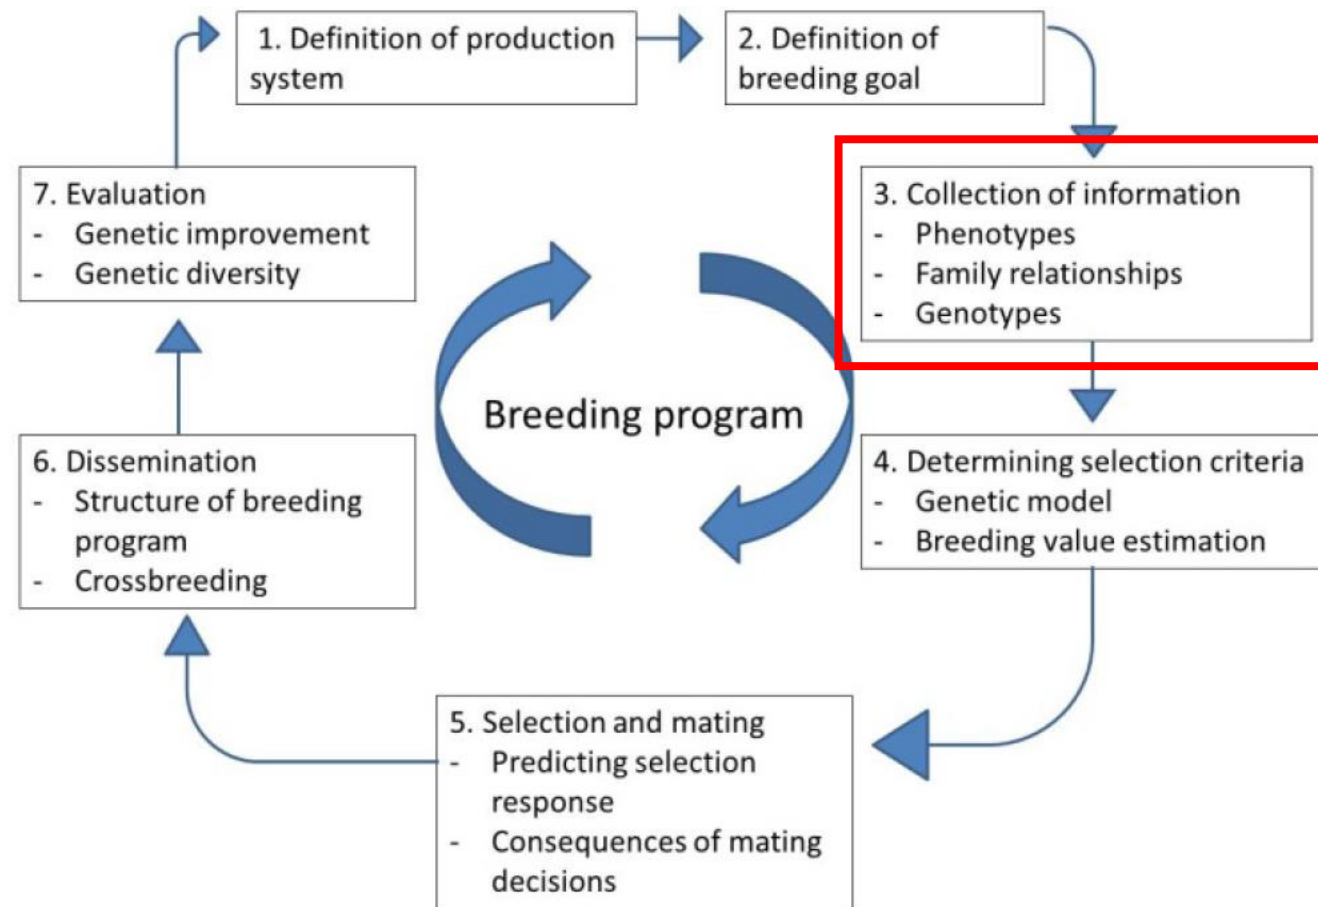 1. Definition of production
system
2. Definition of
breeding goal
3. Collection of information
- Phenotypes
- Family relationships
- Genotypes
4. Determining selection criteria
- Genetic model
- Breeding value estimation
5. Selection and mating
- Predicting selection
response
- Consequences of mating
decisions
6. Dissemination
- Structure of breeding
program
- Crossbreeding
7. Evaluation
- Genetic improvement
- Genetic diversity
Breeding program